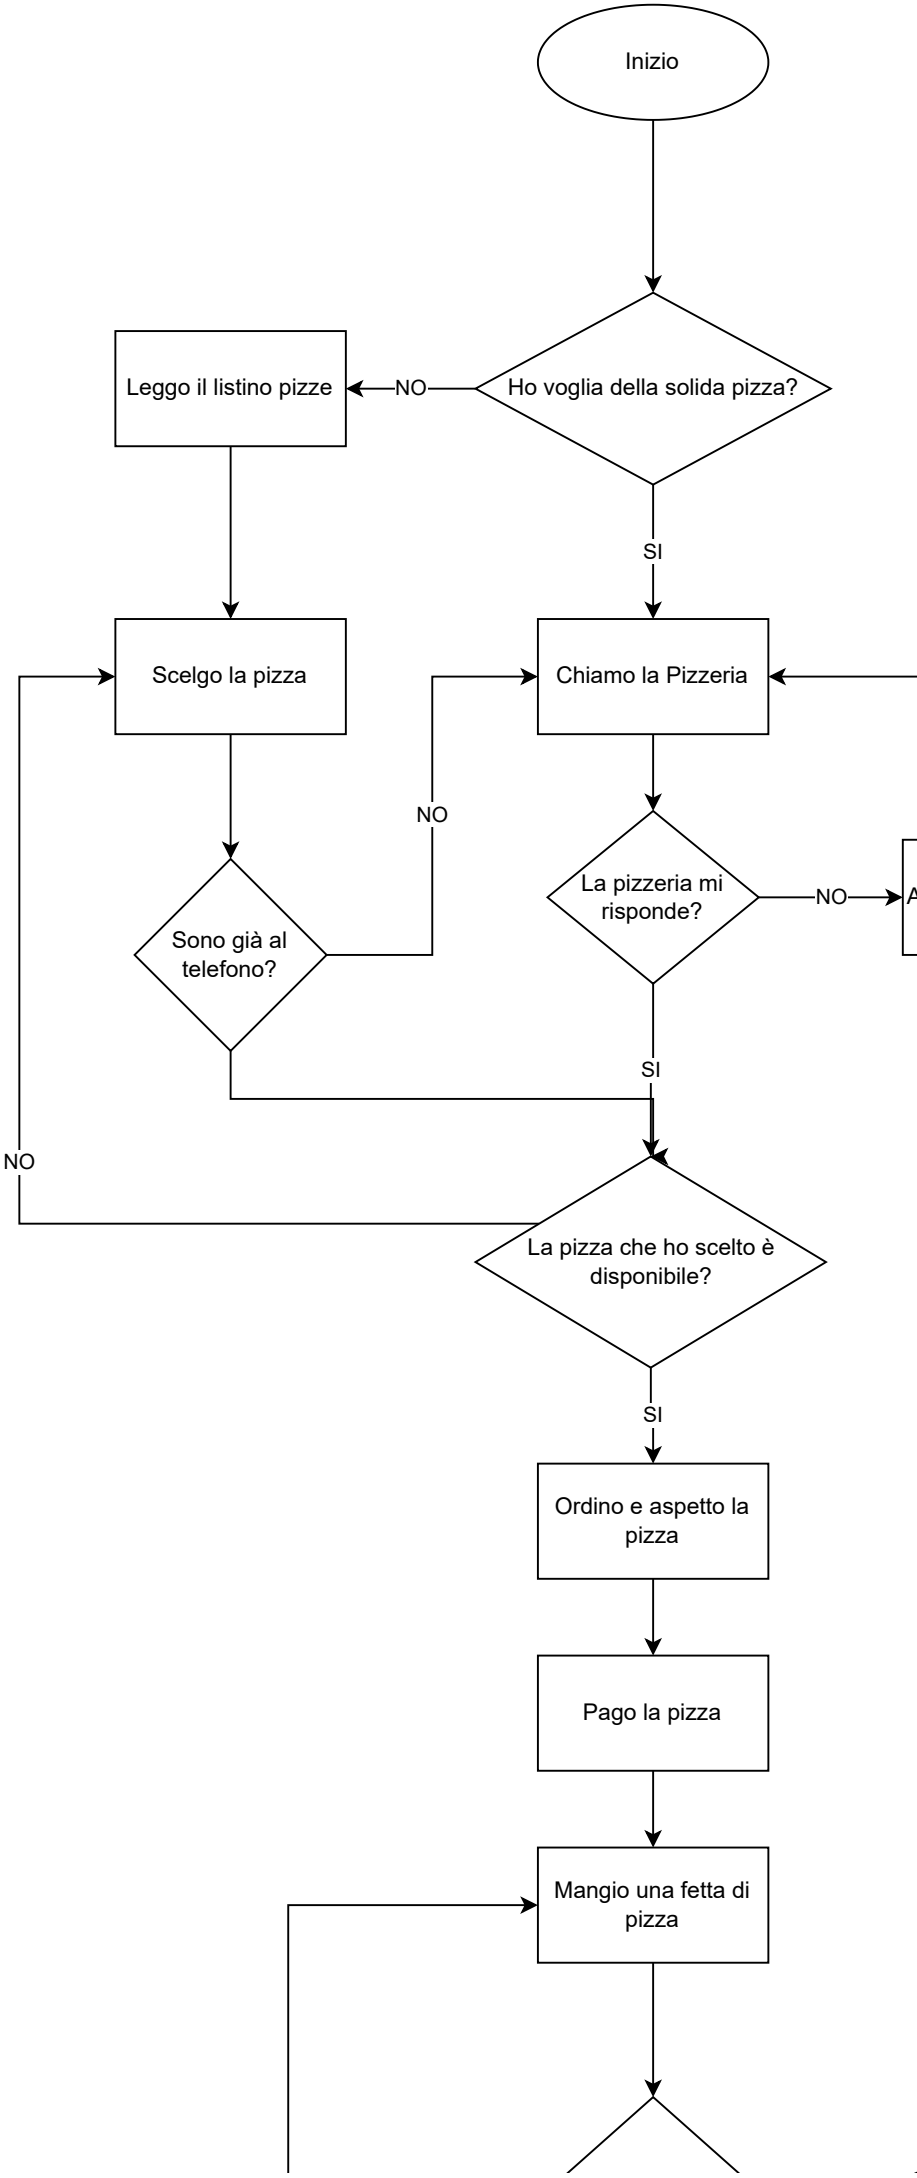 Inizio
Ho voglia della solida pizza?
NO
Leggo il listino pizze
SI
Scelgo la pizza
Chiamo la Pizzeria
NO
La pizzeria mi
risponde?
NO
Sono già al
telefono?
SI
NO
La pizza che ho scelto è
disponibile?
SI
Ordino e aspetto la
pizza
Pago la pizza
Mangio una fetta di
pizza